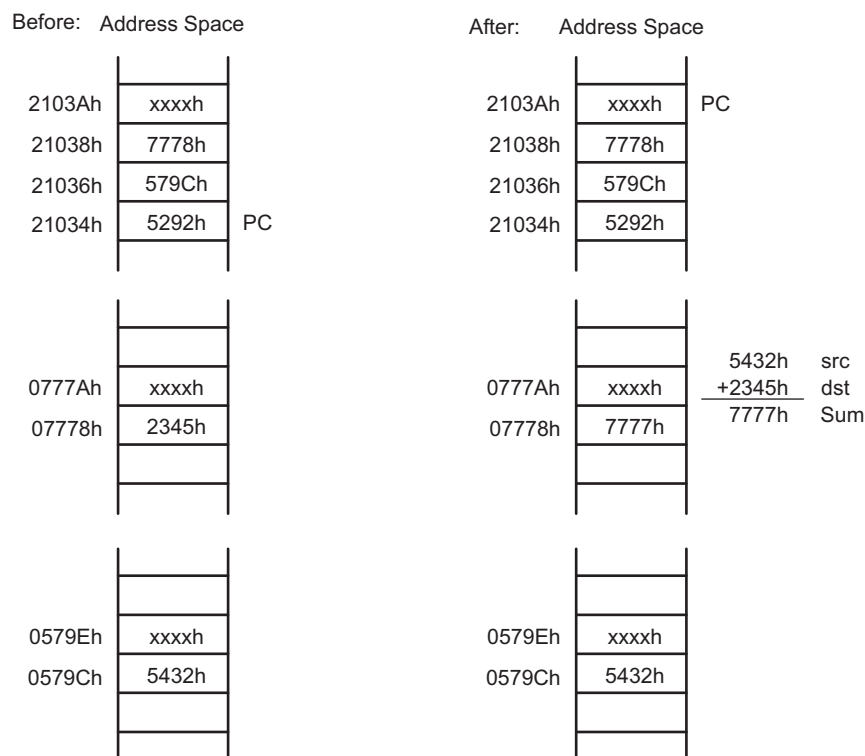 Before: Address Space
2103Ah xxxxh
21038h 7778h
21036h 579Ch
21034h 5292h PC
0777Ah xxxxh
07778h 2345h
0579Eh xxxxh
0579Ch 5432h
After: Address Space
2103Ah xxxxh PC
21038h 7778h
21036h 579Ch
21034h 5292h
0777Ah xxxxh
07778h 7777h
5432h src
+2345h dst
7777h Sum
0579Eh xxxxh
0579Ch 5432h